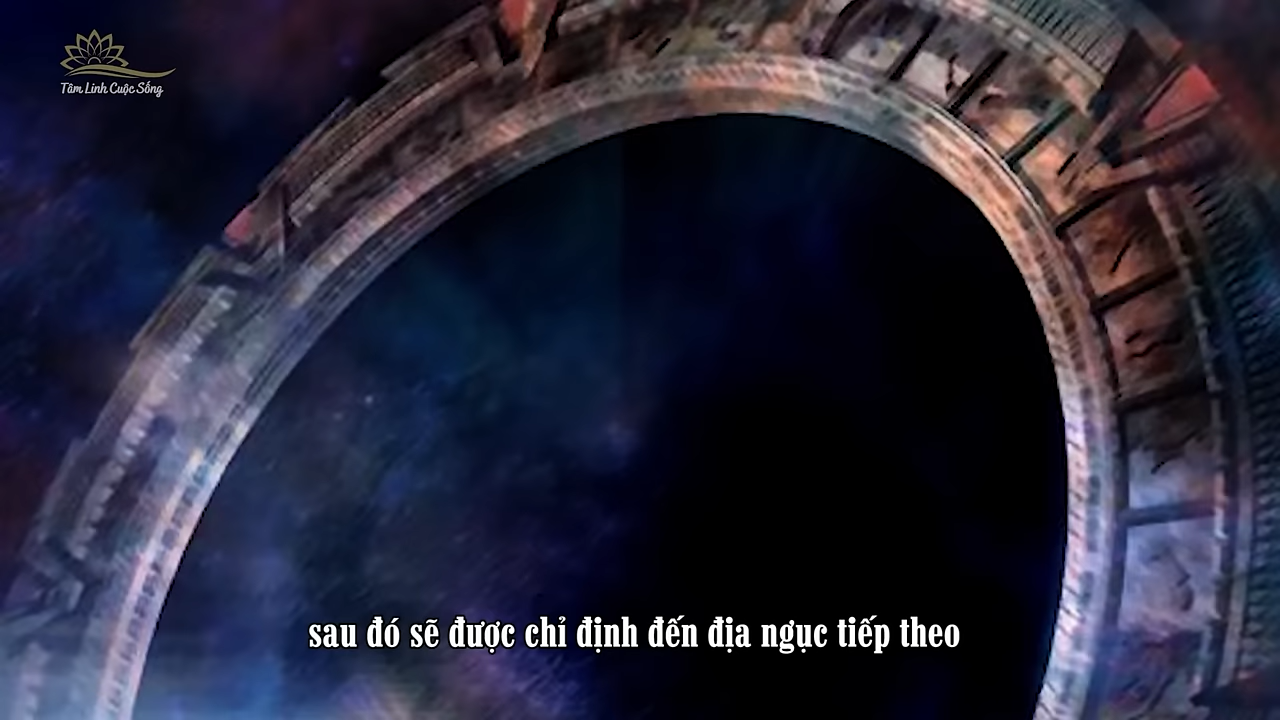 Tâm Linh Cuộc Sống
sau đó sẽ được chỉ định đến địa ngục tiếp theo